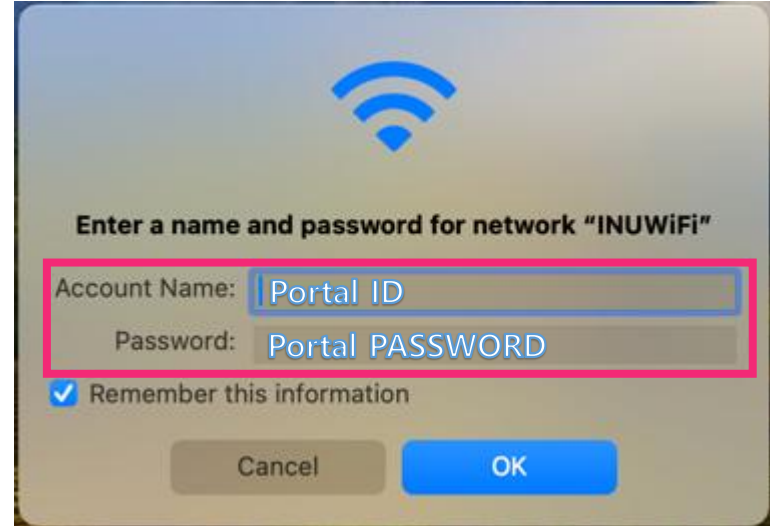 Enter a name and password for network “INUWiFi”
Account Name: Portal ID
Password: Portal PASSWORD
Remember this information
Cancel OK